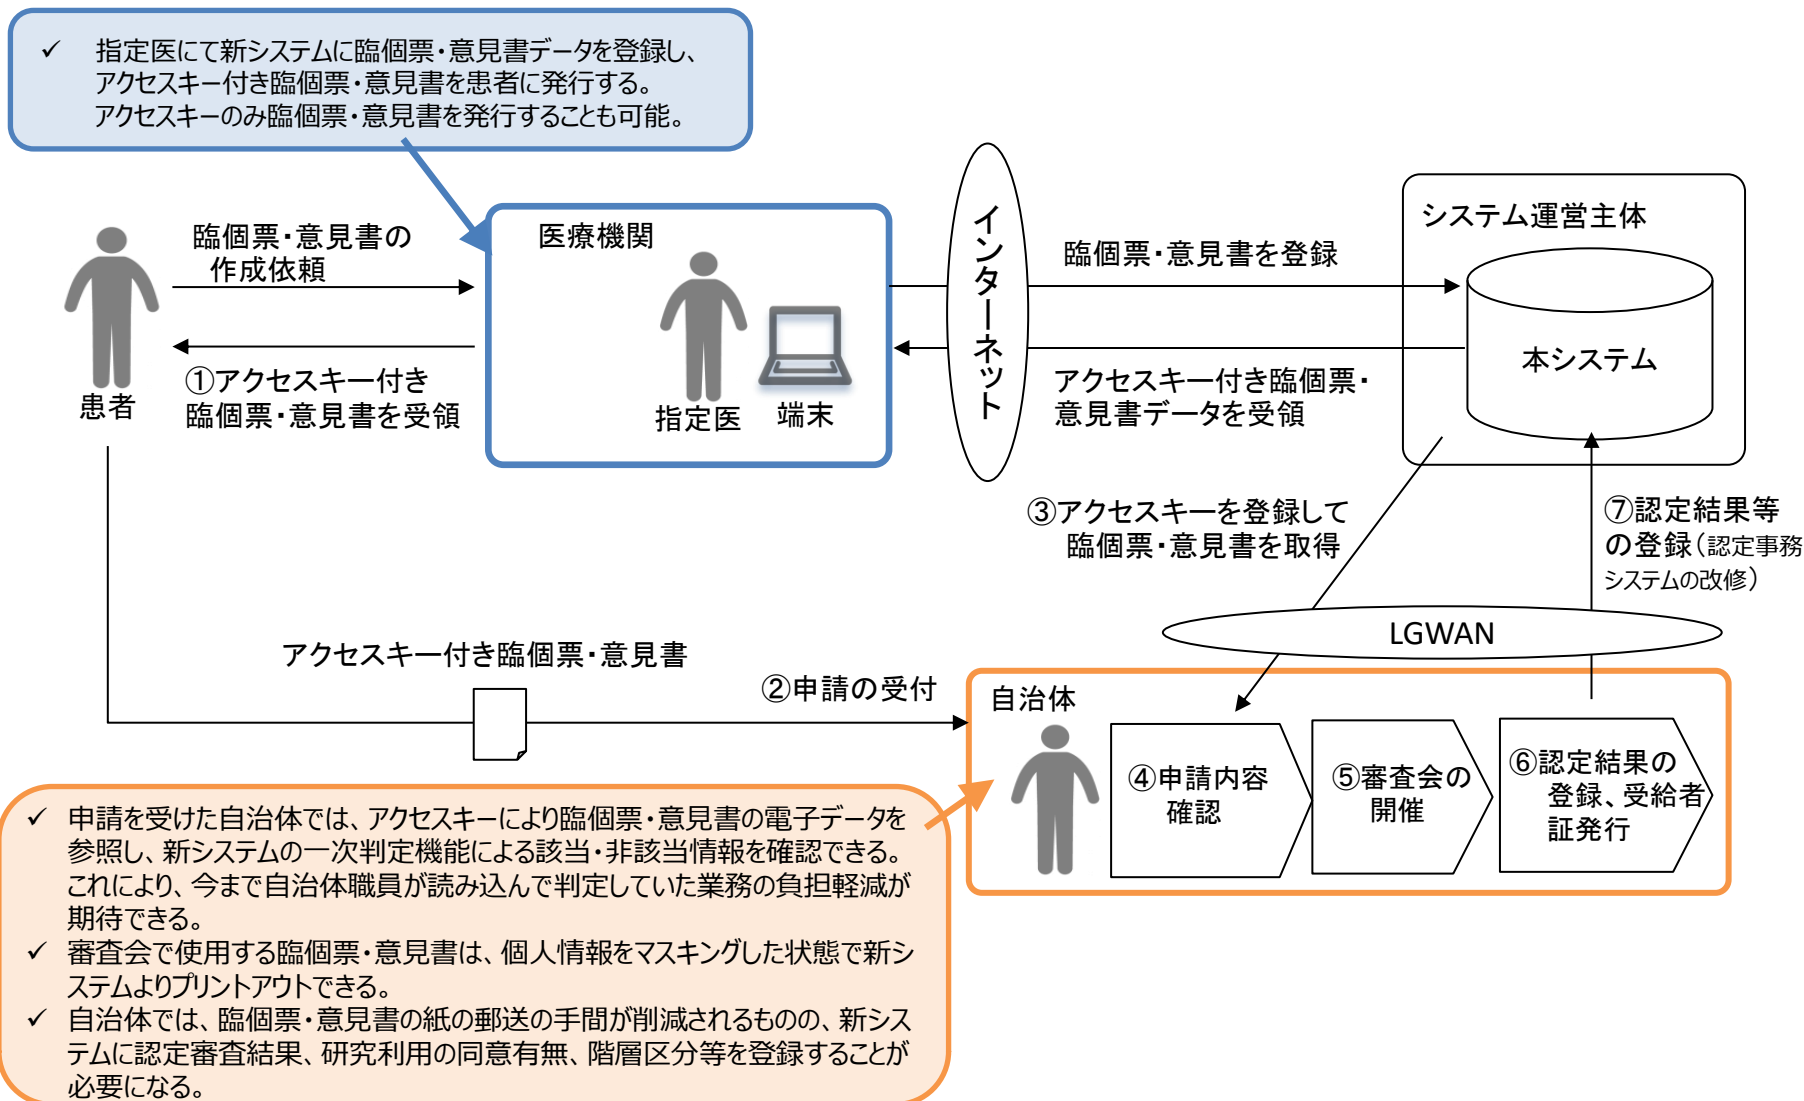 ✓ 指定医にて新システムに臨個票・意見書データを登録し、
アクセスキー付き臨個票・意見書を患者に発行する。
アクセスキーのみ臨個票・意見書を発行することも可能。
臨個票・意見書の
作成依頼
①アクセスキー付き
臨個票・意見書を受領
患者
医療機関
指定医
端末
インターネット
臨個票・意見書を登録
アクセスキー付き臨個票・
意見書データを受領
システム運営主体
本システム
③アクセスキーを登録して
臨個票・意見書を取得
⑦認定結果等
の登録（認定事務
システムの改修）
LGWAN
アクセスキー付き臨個票・意見書
②申請の受付
自治体
④申請内容
確認
⑤審査会の
開催
⑥認定結果の
登録、受給者
証発行
✓ 申請を受けた自治体では、アクセスキーにより臨個票・意見書の電子データを
参照し、新システムの一次判定機能による該当・非該当情報を確認できる。
これにより、今まで自治体職員が読み込んで判定していた業務の負担軽減が
期待できる。
✓ 審査会で使用する臨個票・意見書は、個人情報をマスキングした状態で新シ
ステムよりプリントアウトできる。
✓ 自治体では、臨個票・意見書の紙の郵送の手間が削減されるものの、新シス
テムに認定審査結果、研究利用の同意有無、階層区分等を登録することが
必要になる。